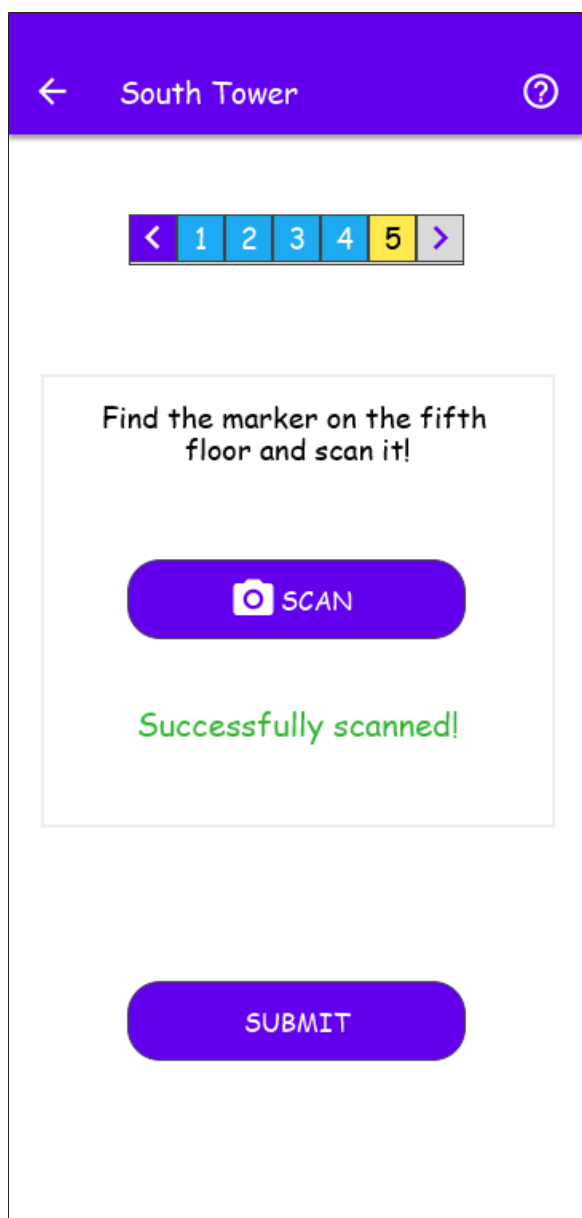 South Tower
1 2 3 4 5
Find the marker on the fifth
floor and scan it!
SCAN
Successfully scanned!
SUBMIT